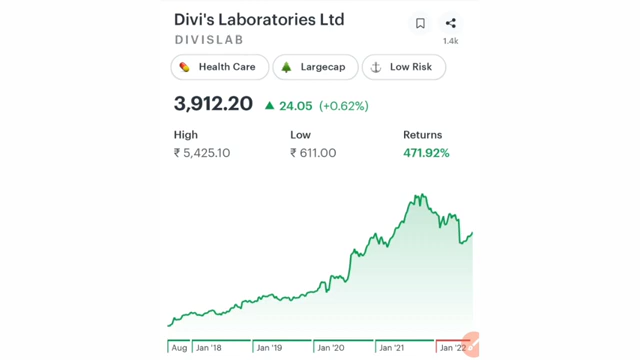 Divi's Laboratories Ltd
DIVISLAB
1.4k
Health Care Largecap Low Risk
3,912.20 ▲ 24.05 (+0.62%)
High Low Returns
₹ 5,425.10 ₹ 611.00 471.92%
Aug Jan '18 Jan '19 Jan '20 Jan '21 Jan '22